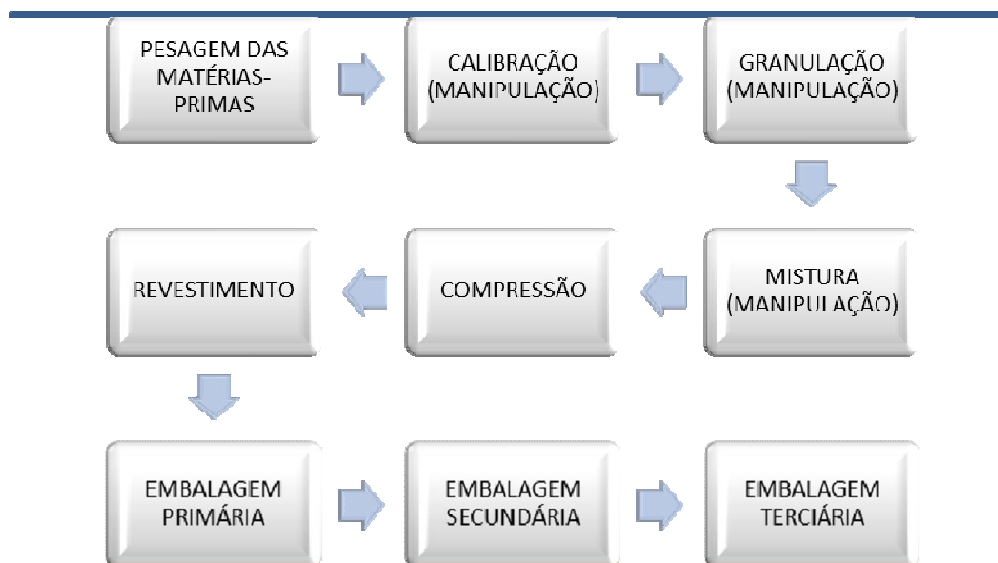 PESAGEM DAS
MATÉRIAS-
PRIMAS
CALIBRAÇÃO
(MANIPULAÇÃO)
GRANULAÇÃO
(MANIPULAÇÃO)
MISTURA
(MANIPULAÇÃO)
COMPRESSÃO
REVESTIMENTO
EMBALAGEM
PRIMÁRIA
EMBALAGEM
SECUNDÁRIA
EMBALAGEM
TERCIÁRIA